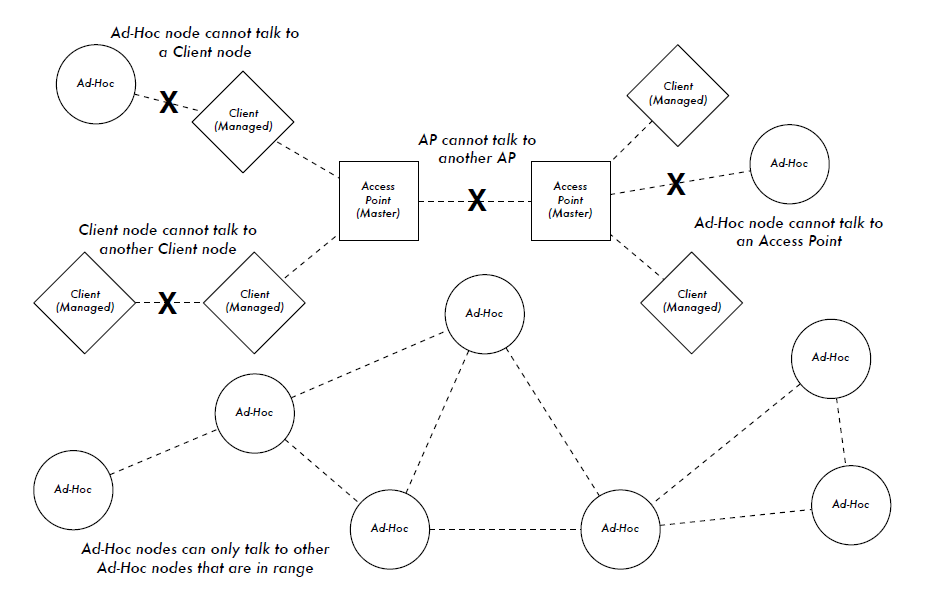 Ad-Hoc node cannot talk to
a Client node
Ad-Hoc
X
Client
(Managed)
Client
(Managed)
AP cannot talk to
another AP
Access
Point
(Master)
X
Access
Point
(Master)
X
Ad-Hoc
Ad-Hoc node cannot talk to
an Access Point
Client node cannot talk to
another Client node
Client
(Managed)
X
Client
(Managed)
Client
(Managed)
Ad-Hoc
Ad-Hoc
Ad-Hoc
Ad-Hoc
Ad-Hoc
Ad-Hoc
Ad-Hoc
Ad-Hoc nodes can only talk to other
Ad-Hoc nodes that are in range